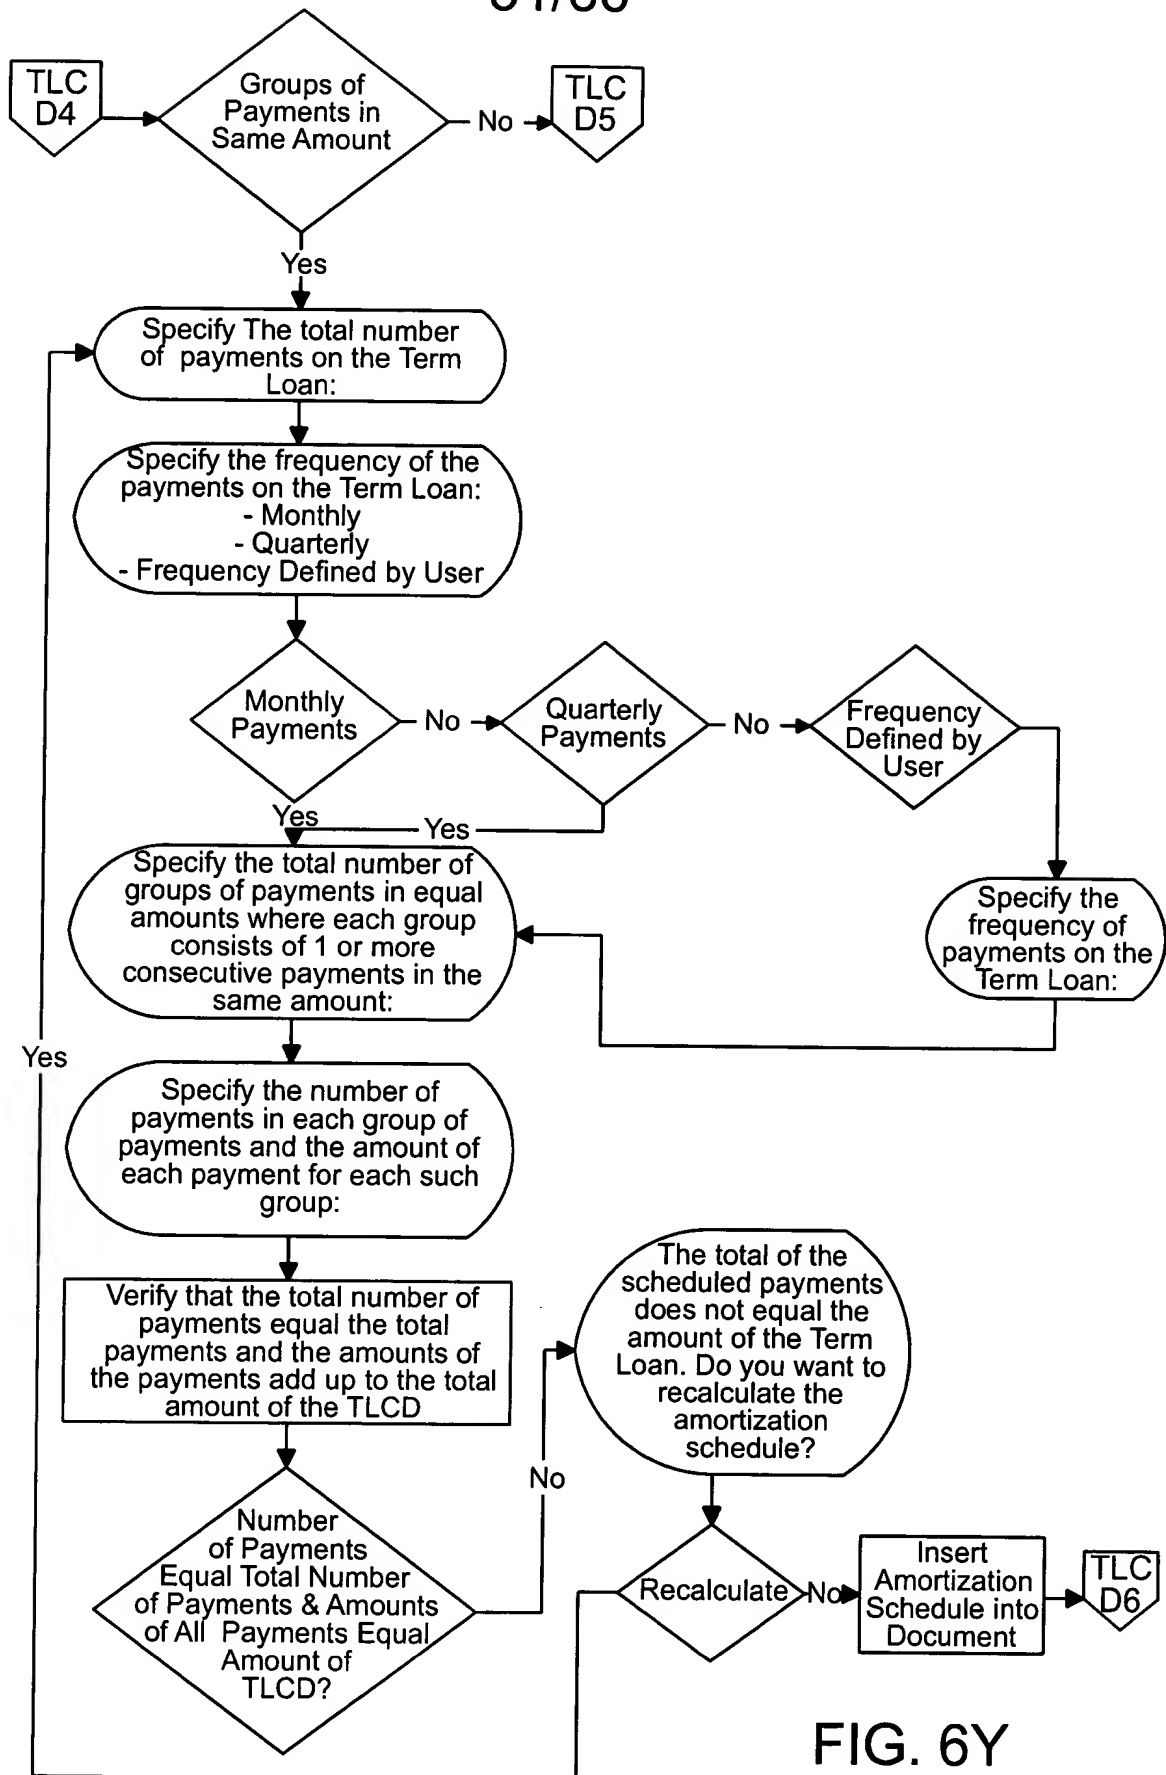 TLC
D4
Groups of
Payments in
Same Amount
No
TLC
D5
Yes
Specify The total number
of payments on the Term
Loan:
Specify the frequency of the
payments on the Term Loan:
- Monthly
- Quarterly
- Frequency Defined by User
Monthly
Payments
No
Quarterly
Payments
No
Frequency
Defined by
User
Yes
Yes
Specify the total number of
groups of payments in equal
amounts where each group
consists of 1 or more
consecutive payments in the
same amount:
Specify the
frequency of
payments on the
Term Loan:
Yes
Specify the number of
payments in each group of
payments and the amount of
each payment for each such
group:
Verify that the total number of
payments equal the total
payments and the amounts of
the payments add up to the total
amount of the TLCD
The total of the
scheduled payments
does not equal the
amount of the Term
Loan. Do you want to
recalculate the
amortization
schedule?
No
Number
of Payments
Equal Total Number
of Payments & Amounts
of All Payments Equal
Amount of
TLCD?
Recalculate
No
Insert
Amortization
Schedule into
Document
TLC
D6
FIG. 6Y